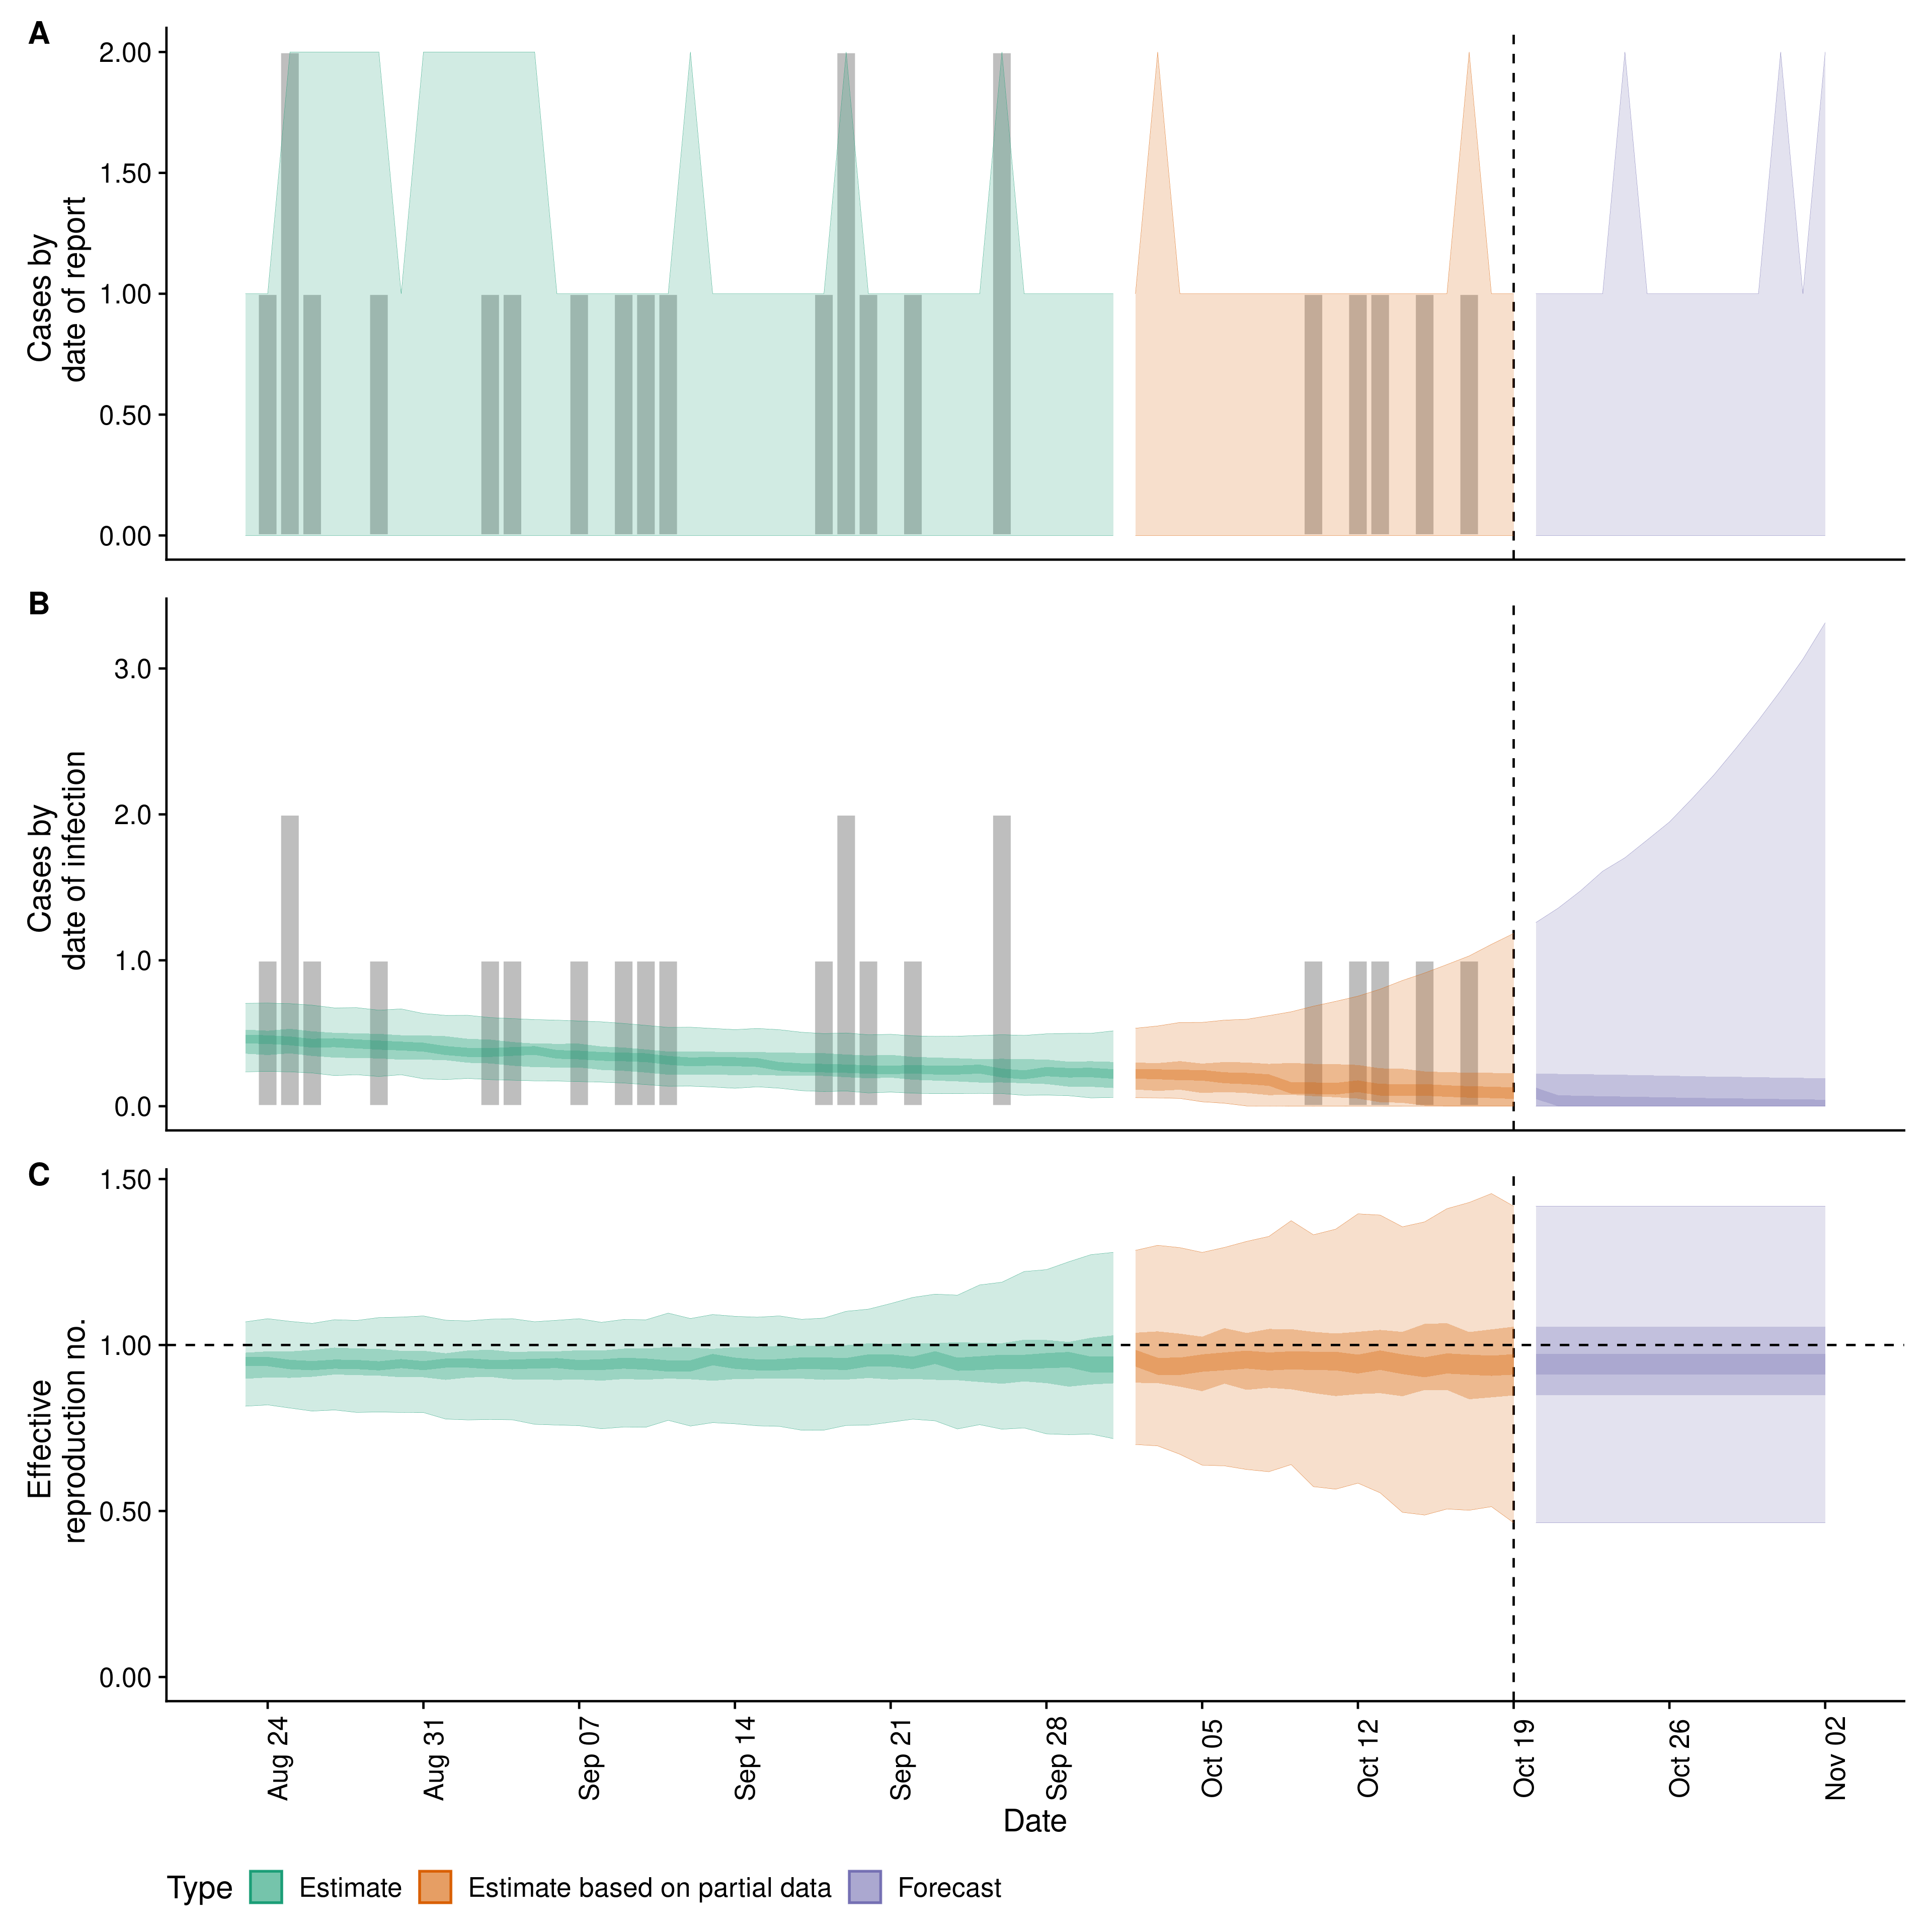 A
2.00
1.50
1.00
0.50
0.00
Cases by
date of report
B
3.0
2.0
1.0
0.0
Cases by
date of infection
C
1.50
1.00
0.50
0.00
Effective
reproduction no.
Aug 24
Aug 31
Sep 07
Sep 14
Sep 21
Sep 28
Oct 05
Oct 12
Oct 19
Oct 26
Nov 02
Date
Type Estimate Estimate based on partial data Forecast